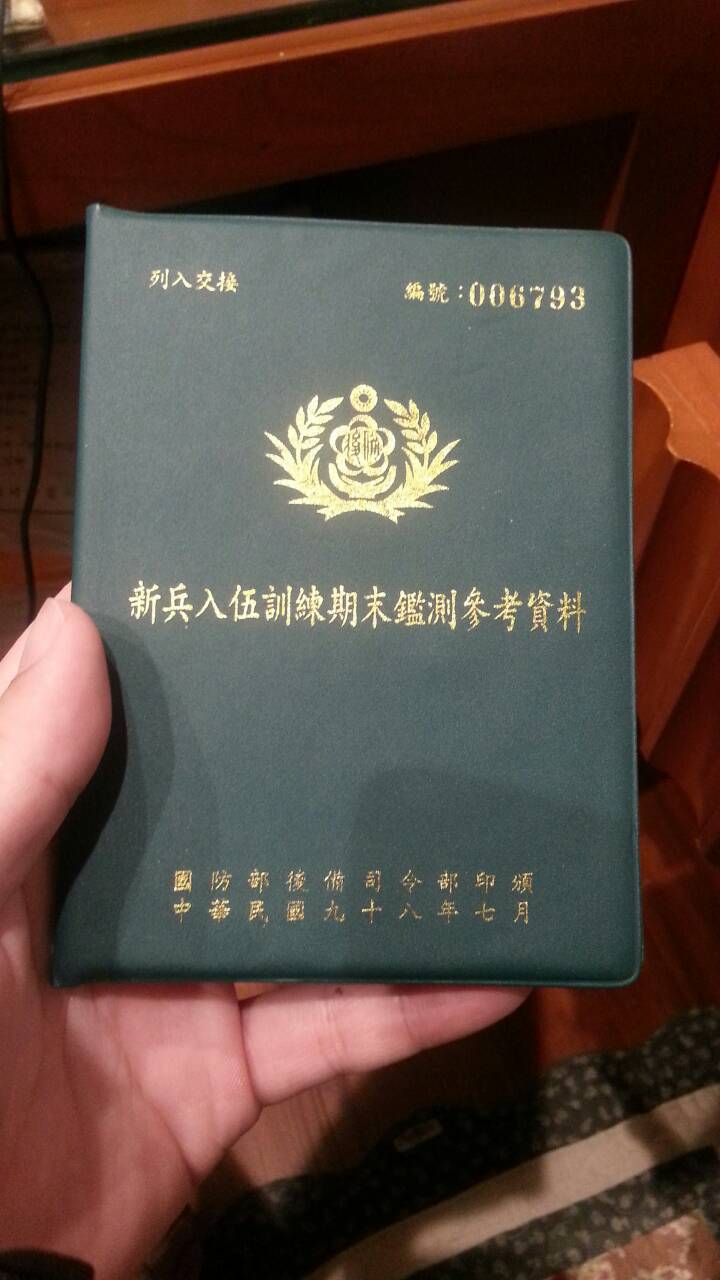 列入交接
編號:006793
後備
新兵入伍訓練期末鑑測參考資料
國防部後備司令部印頒
中華民國九十八年七月